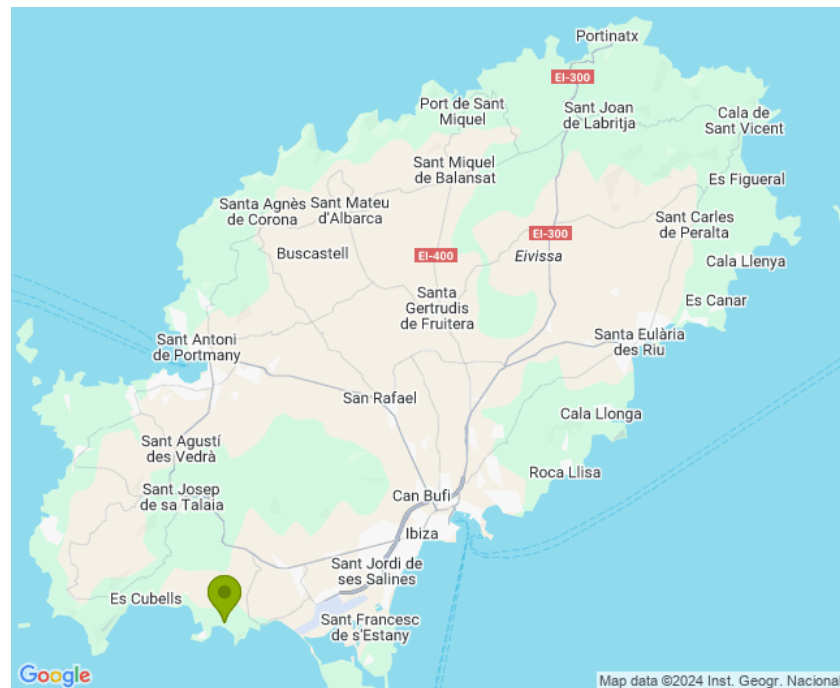 Portinatx
EI-300
Port de Sant
Miquel
Sant Joan
de Labritja
Cala de
Sant Vicent
Sant Miquel
de Balansat
Es Figueral
Santa Agnès
de Corona
Sant Mateu
d'Albarca
Sant Carles
de Peralta
EI-300
Buscastell
EI-400
Eivissa
Cala Llenya
Santa
Gertrudis
de Fruitera
Es Canar
Sant Antoni
de Portmany
Santa Eulària
des Riu
San Rafael
Cala Llonga
Sant Agustí
des Vedrà
Roca Llisa
Sant Josep
de sa Talaia
Can Bufi
Ibiza
Sant Jordi de
ses Salines
Es Cubells
Sant Francesc
de s'Estany
Google
Map data ©2024 Inst. Geogr. Nacional